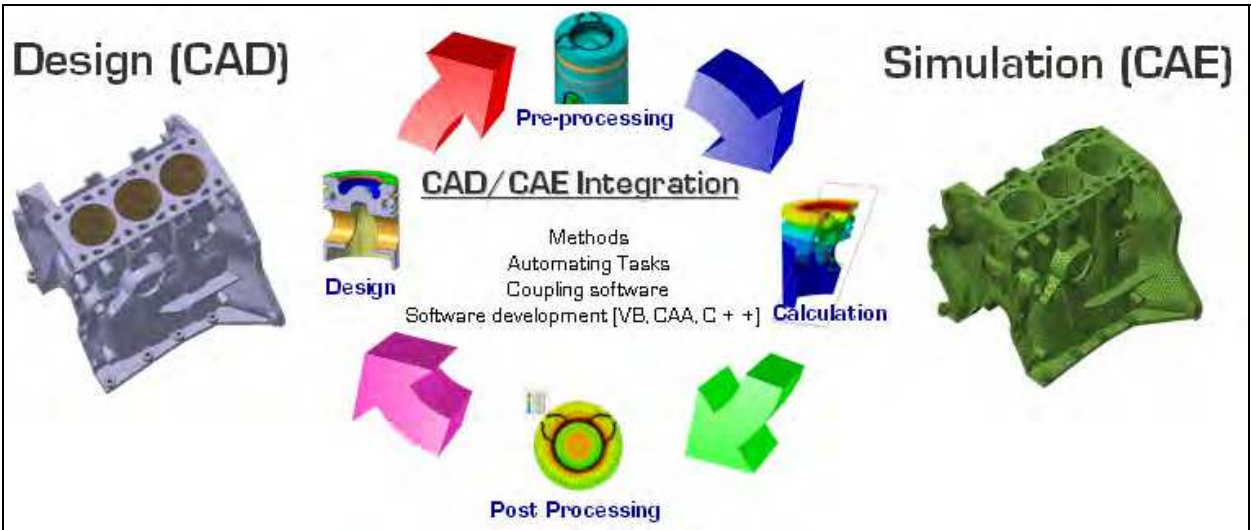 Design (CAD)
Simulation (CAE)
Pre-processing
CAD/CAE Integration
Methods
Automating Tasks
Coupling software
Software development [VB, CAA, C + +]
Design
Calculation
Post Processing